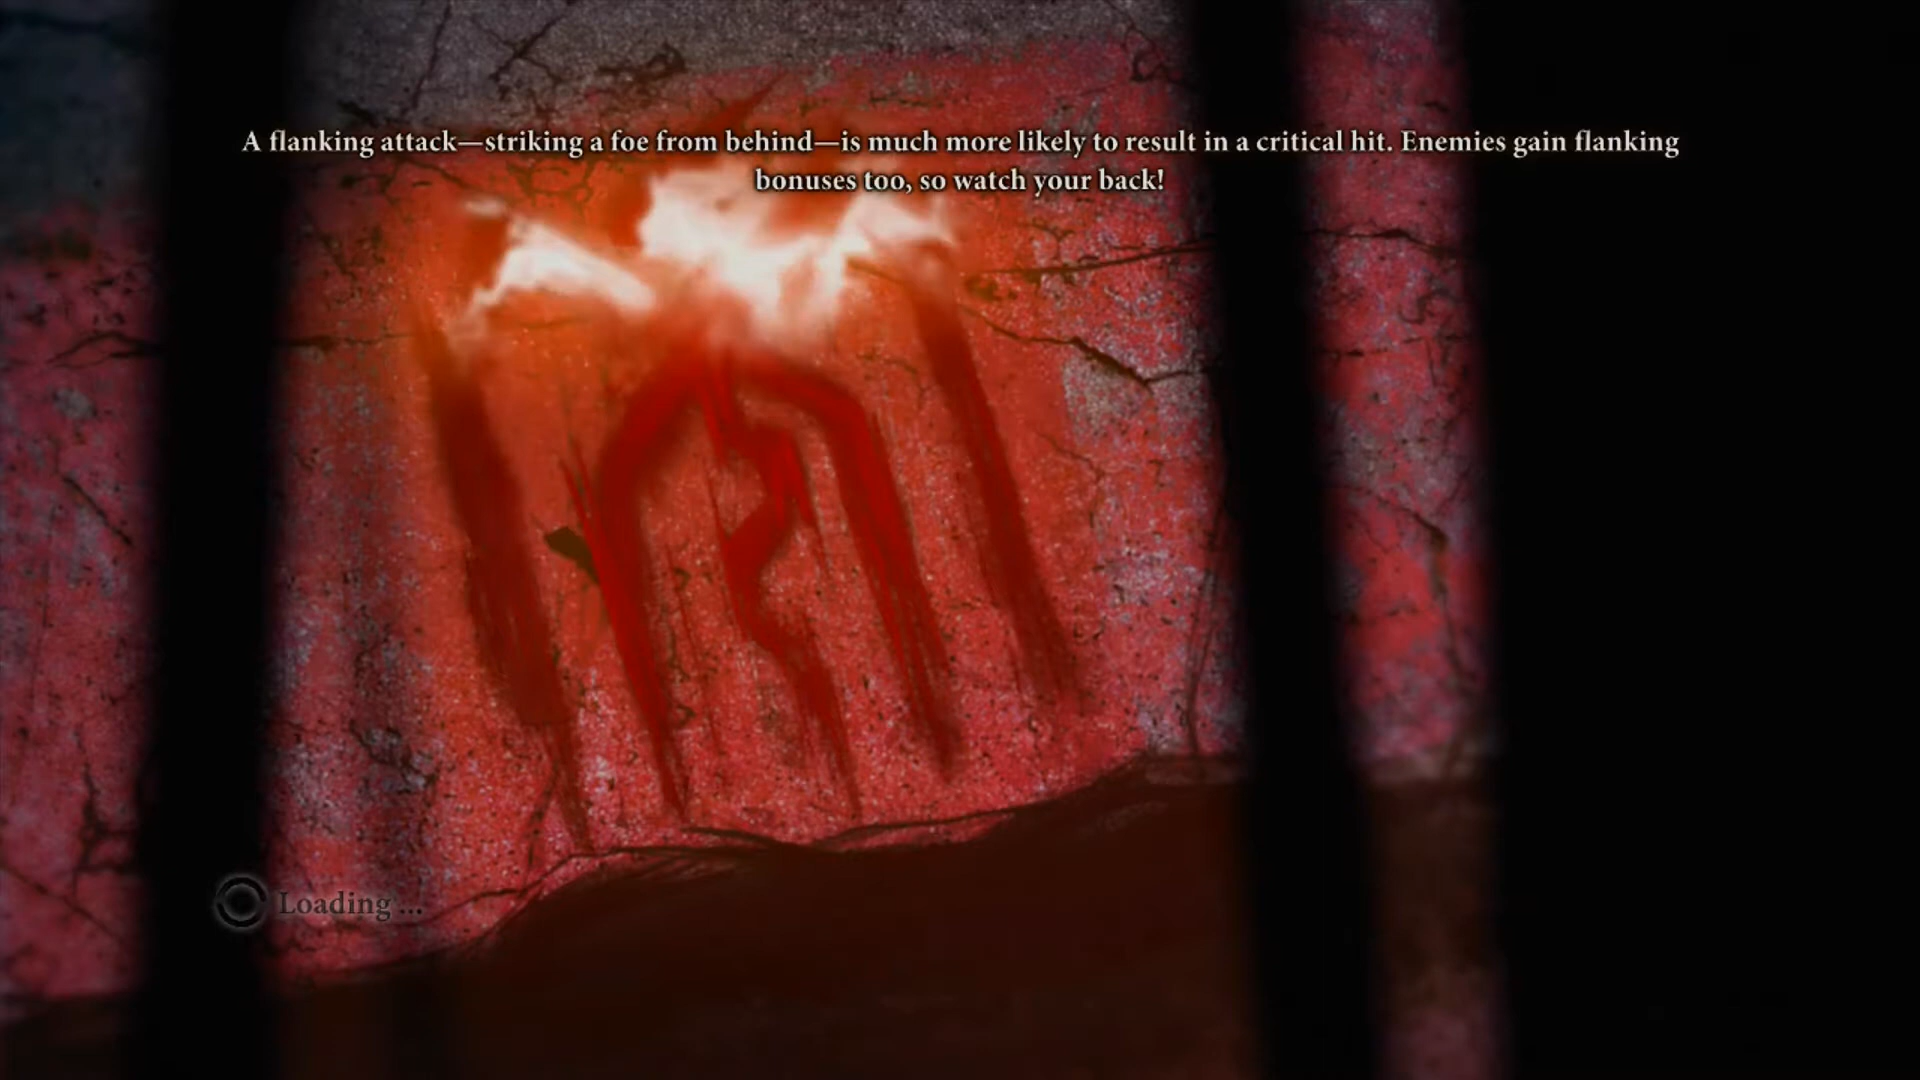 A flanking attack—striking a foe from behind—is much more likely to result in a critical hit. Enemies gain flanking
bonuses too, so watch your back!
Loading ...